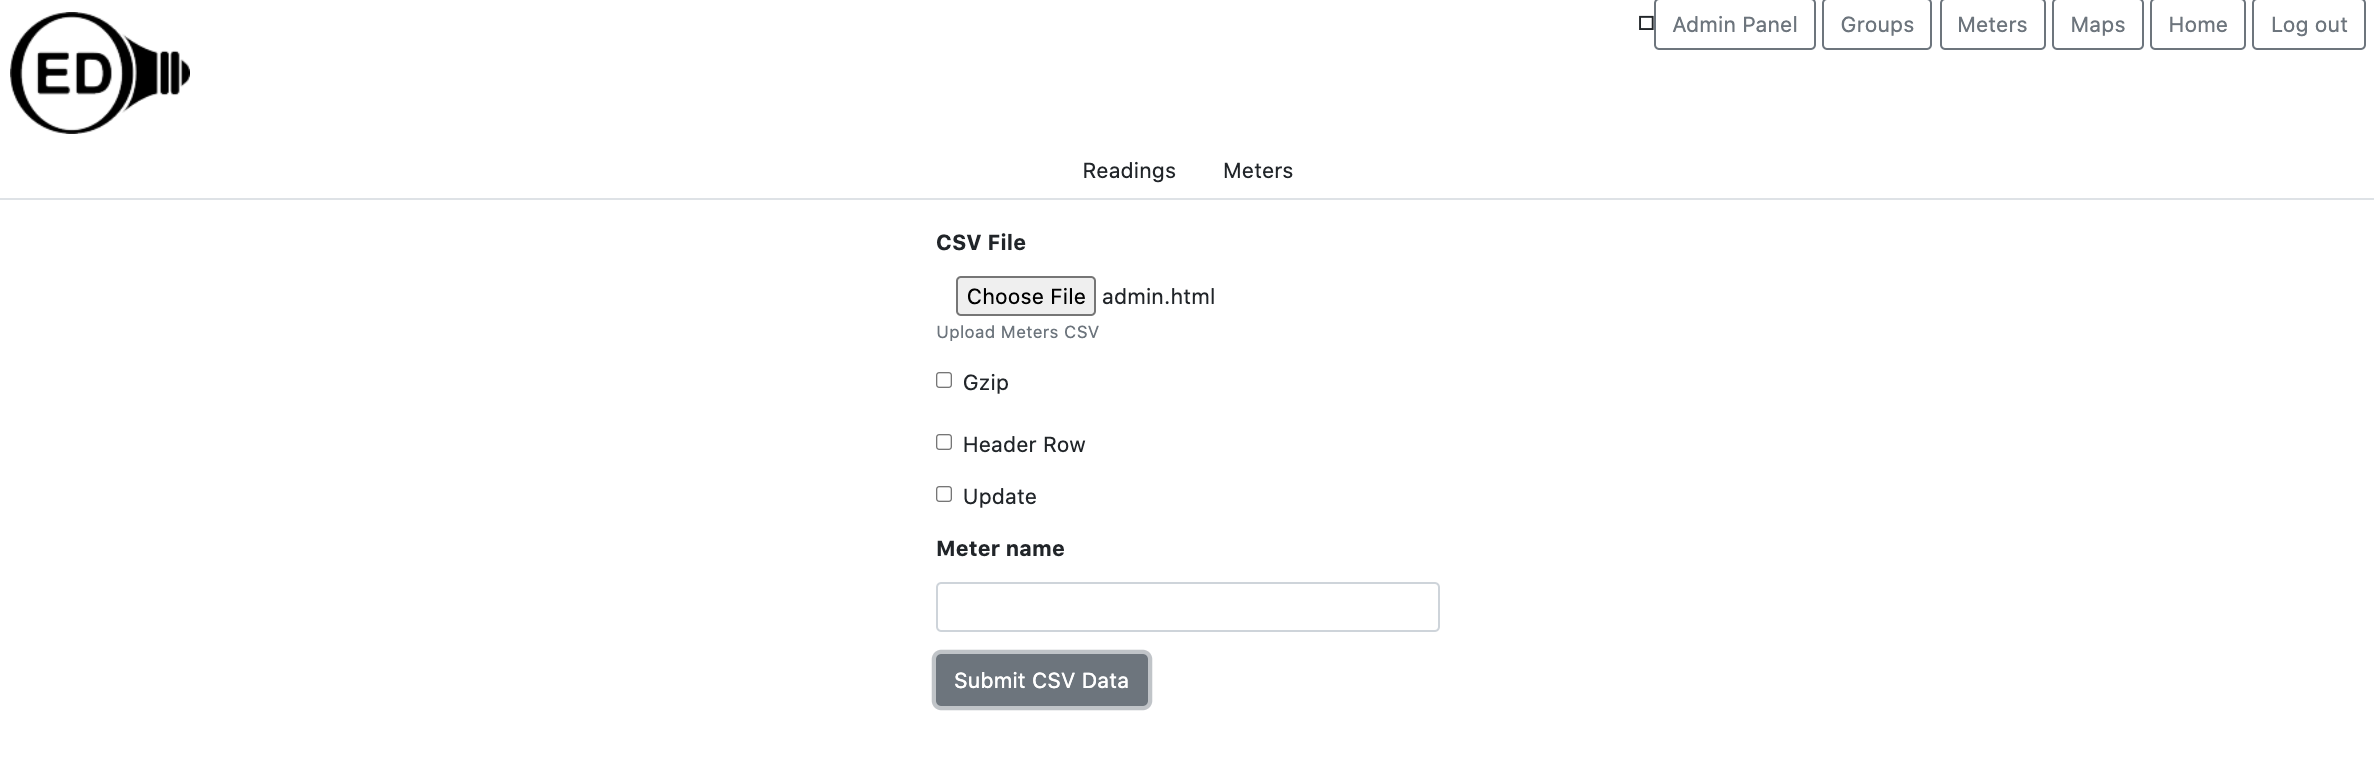 ED
Admin Panel Groups Meters Maps Home Log out
Readings Meters
CSV File
Choose File admin.html
Upload Meters CSV
Gzip
Header Row
Update
Meter name
Submit CSV Data